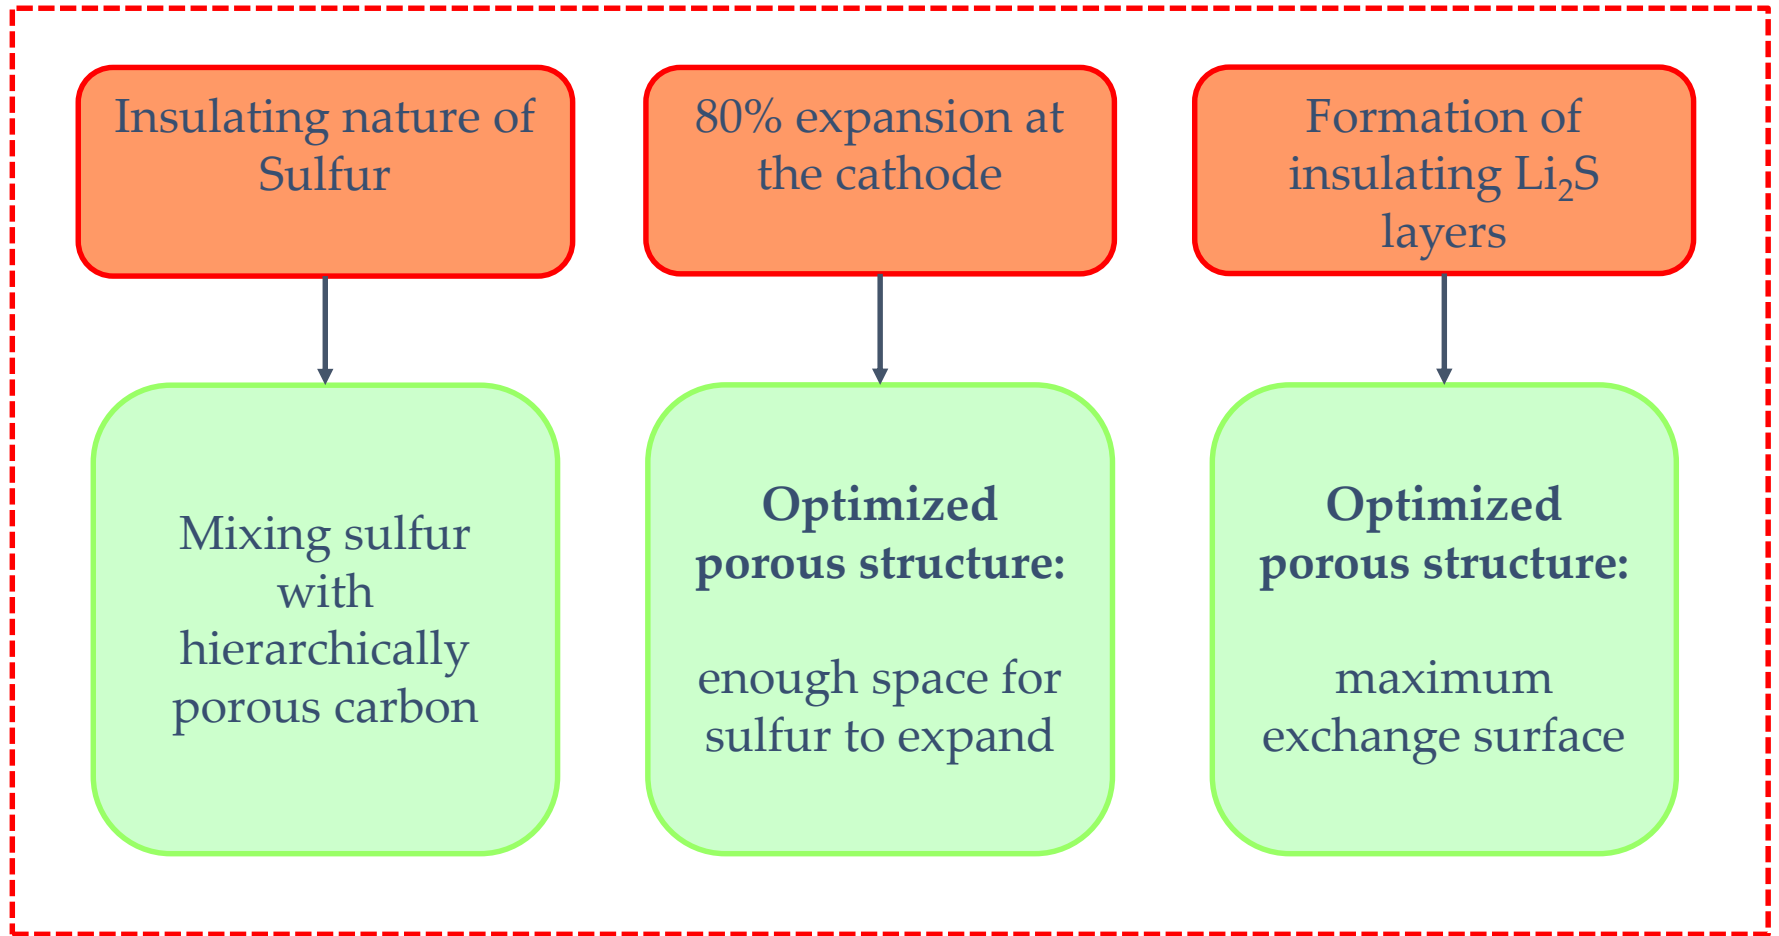 Insulating nature of
Sulfur
80% expansion at
the cathode
Formation of
insulating Li₂S
layers
Mixing sulfur
with
hierarchically
porous carbon
Optimized
porous structure:
enough space for
sulfur to expand
Optimized
porous structure:
maximum
exchange surface